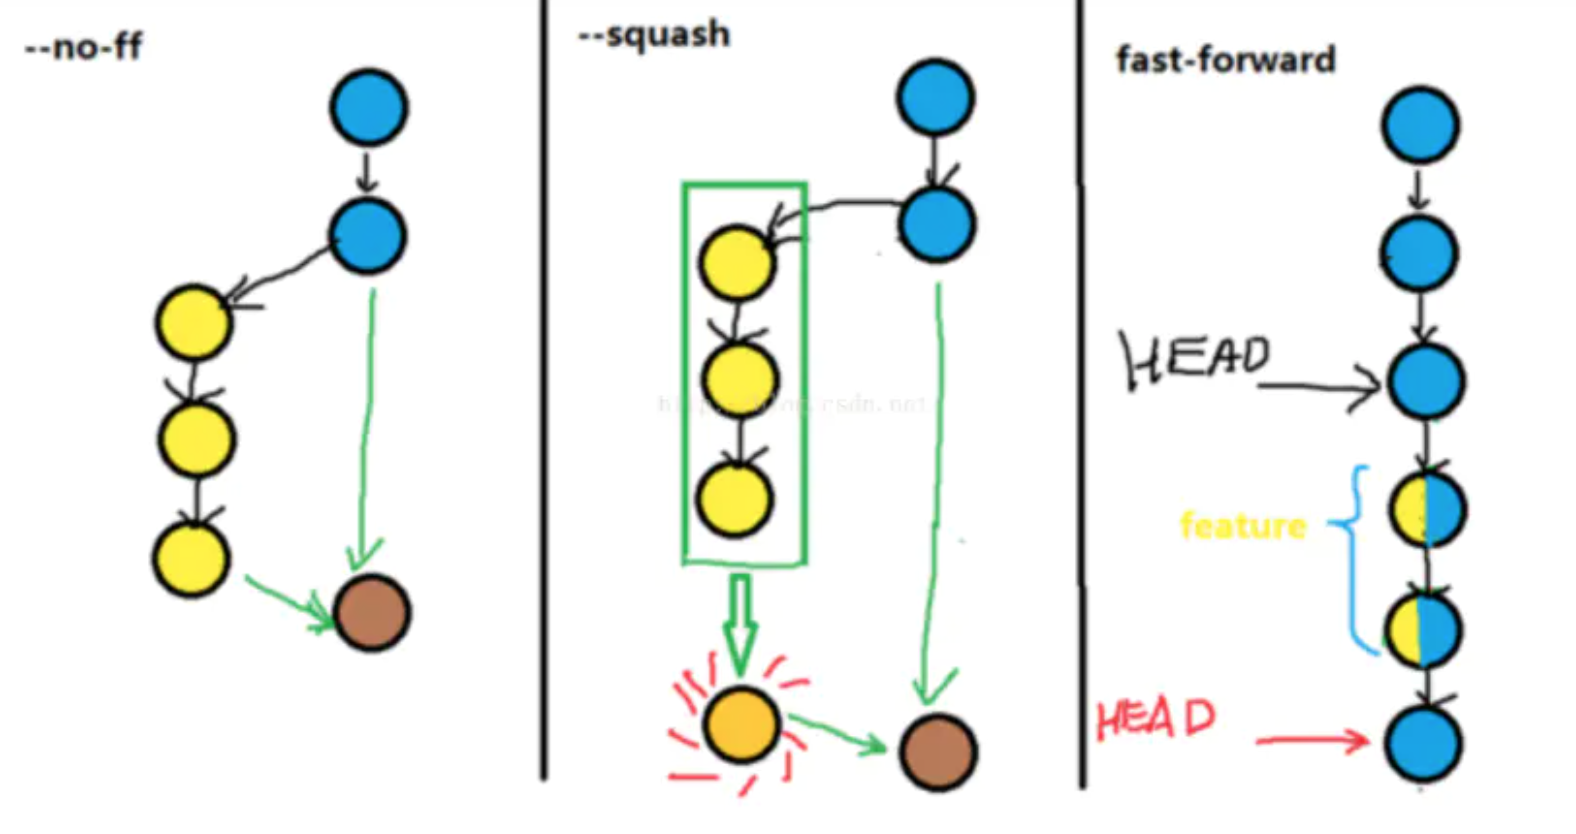 --no-ff
--squash
fast-forward
HEAD
feature
HEAD